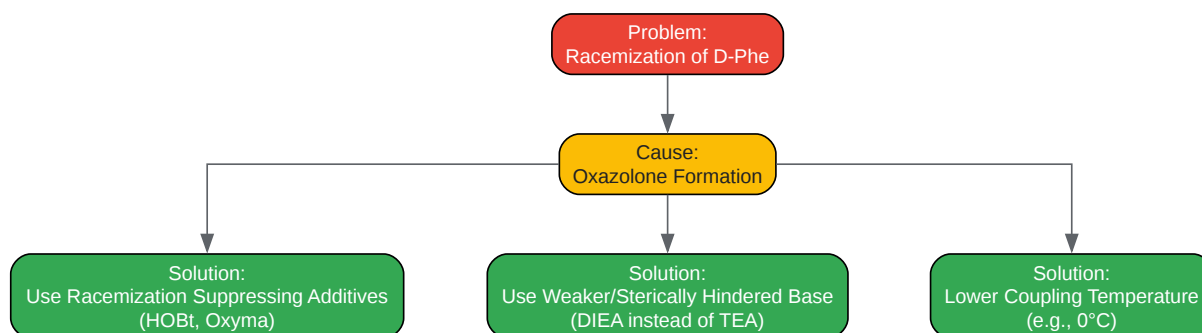 Problem:
Racemization of D-Phe
Cause:
Oxazolone Formation
Solution:
Use Racemization Suppressing Additives
(HOBt, Oxyma)
Solution:
Use Weaker/Sterically Hindered Base
(DIEA instead of TEA)
Solution:
Lower Coupling Temperature
(e.g., 0°C)